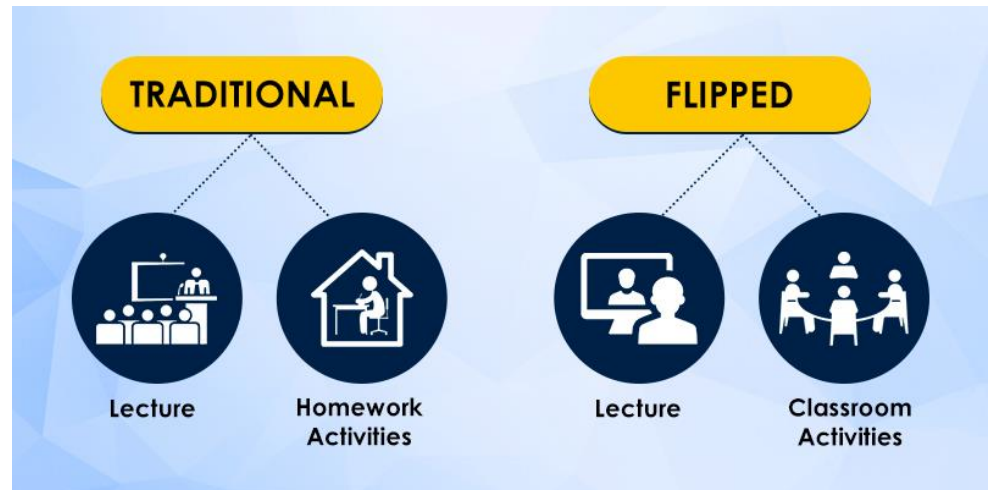 TRADITIONAL
FLIPPED
Lecture
Homework
Activities
Lecture
Classroom
Activities